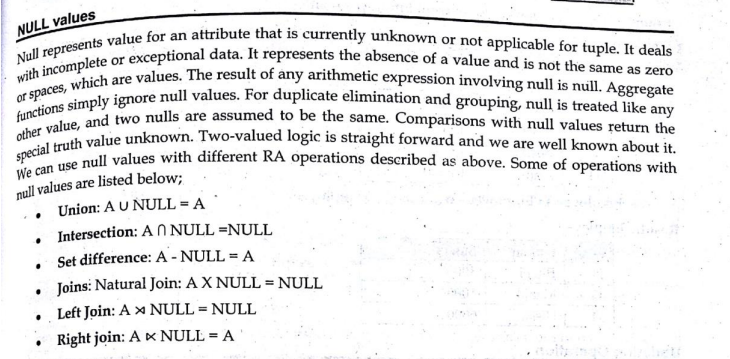 NULL values
Null represents value for an attribute that is currently unknown or not applicable for tuple. It deals
with incomplete or exceptional data. It represents the absence of a value and is not the same as zero
or spaces, which are values. The result of any arithmetic expression involving null is null. Aggregate
functions simply ignore null values. For duplicate elimination and grouping, null is treated like any
other value, and two nulls are assumed to be the same. Comparisons with null values return the
special truth value unknown. Two-valued logic is straight forward and we are well known about it.
We can use null values with different RA operations described as above. Some of operations with
null values are listed below;
• Union: A ∪ NULL = A
• Intersection: A ∩ NULL =NULL
• Set difference: A - NULL = A
• Joins: Natural Join: A X NULL = NULL
• Left Join: A ⋊ NULL = NULL
• Right join: A ⋉ NULL = A